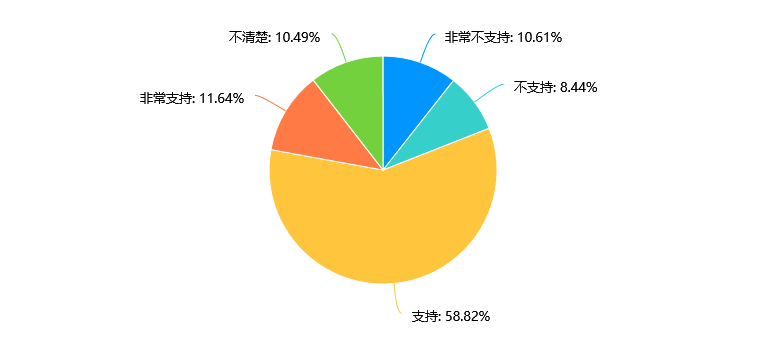 不清楚: 10.49%
非常不支持: 10.61%
不支持: 8.44%
非常支持: 11.64%
支持: 58.82%